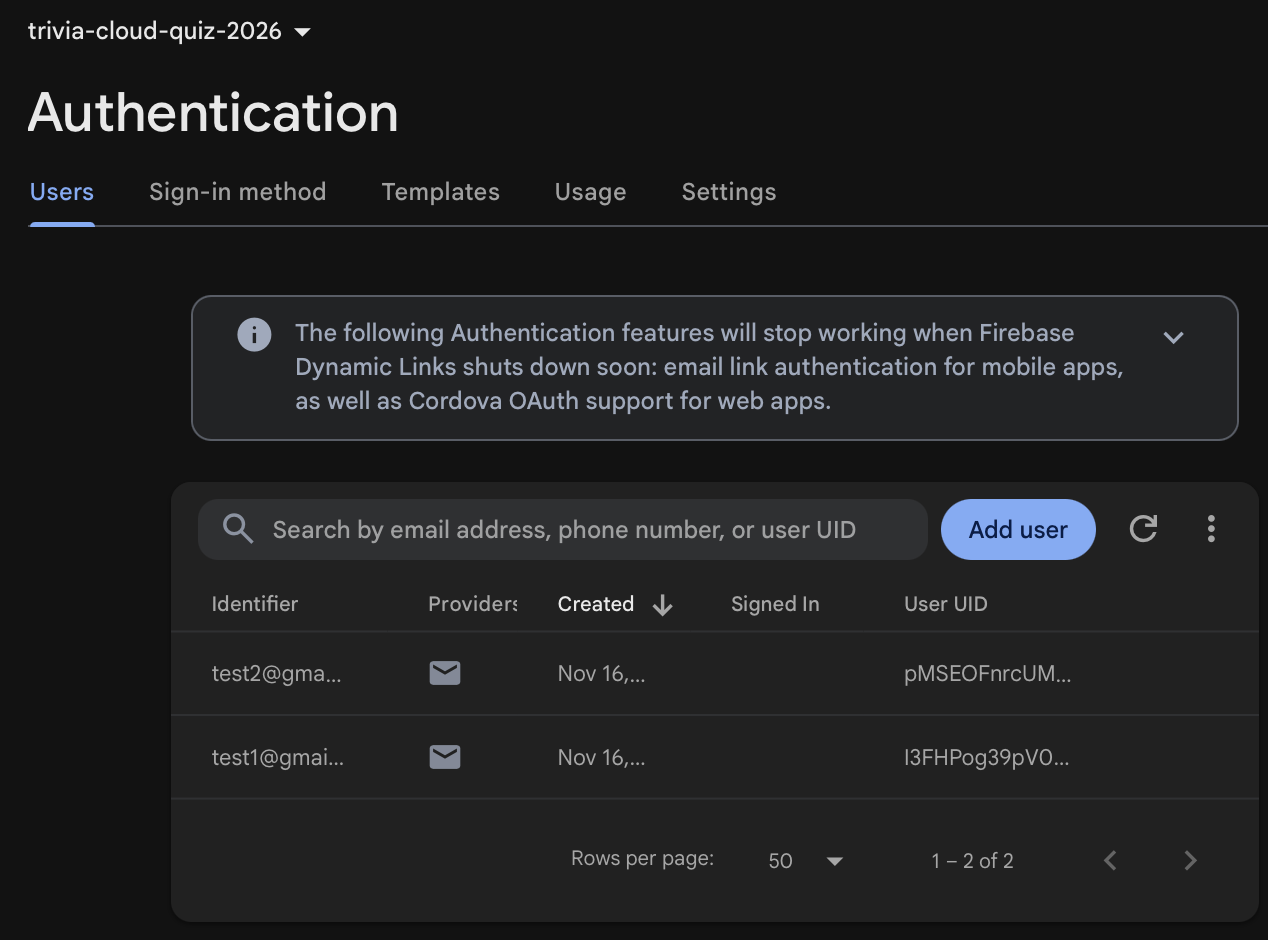 trivia-cloud-quiz-2026
Authentication
Users Sign-in method Templates Usage Settings
The following Authentication features will stop working when Firebase
Dynamic Links shuts down soon: email link authentication for mobile apps,
as well as Cordova OAuth support for web apps.
Search by email address, phone number, or user UID Add user
Identifier Providers Created Signed In User UID
test2@gma... Nov 16,... pMSEOFnrcUM...
test1@gmai... Nov 16,... I3FHPog39pV0...
Rows per page: 50 1 – 2 of 2